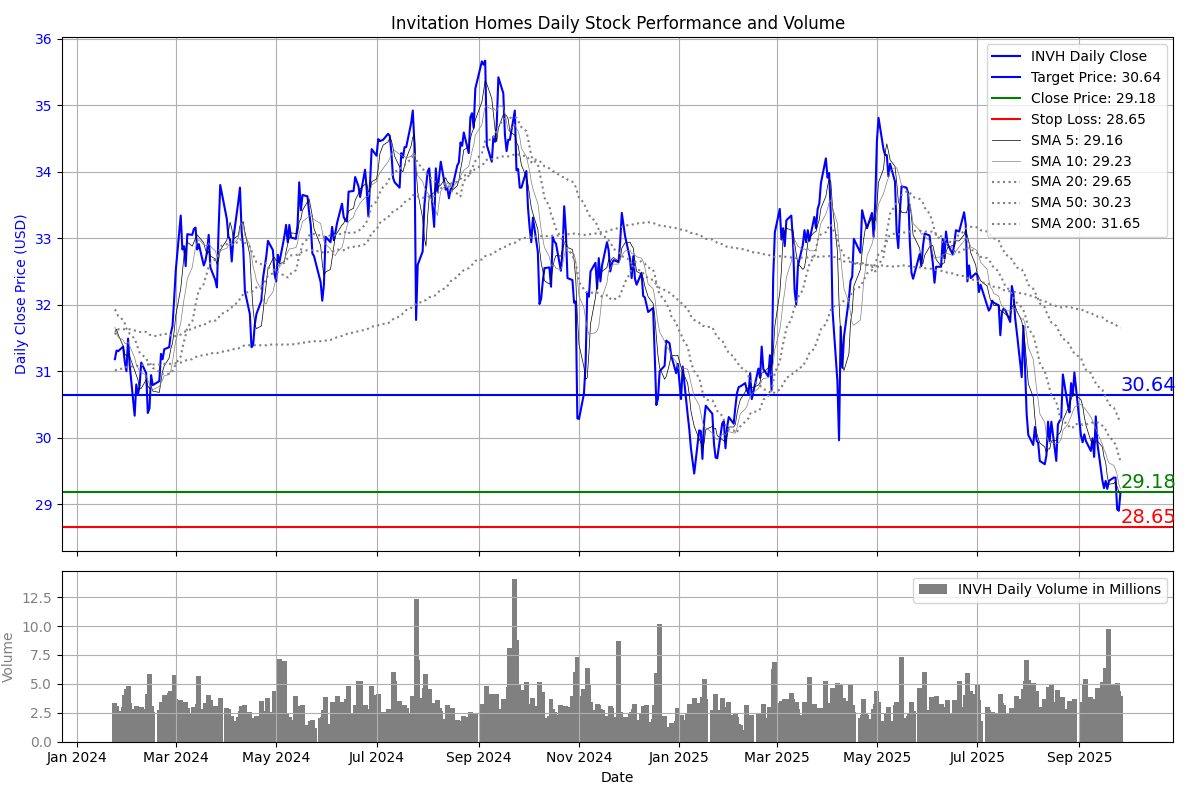 Invitation Homes Daily Stock Performance and Volume
36
35
34
33
32
31
30
29
Daily Close Price (USD)
INVH Daily Close
Target Price: 30.64
Close Price: 29.18
Stop Loss: 28.65
SMA 5: 29.16
SMA 10: 29.23
SMA 20: 29.65
SMA 50: 30.23
SMA 200: 31.65
30.64
29.18
28.65
12.5
10.0
7.5
5.0
2.5
0.0
Volume
INVH Daily Volume in Millions
Jan 2024 Mar 2024 May 2024 Jul 2024 Sep 2024 Nov 2024 Jan 2025 Mar 2025 May 2025 Jul 2025 Sep 2025
Date